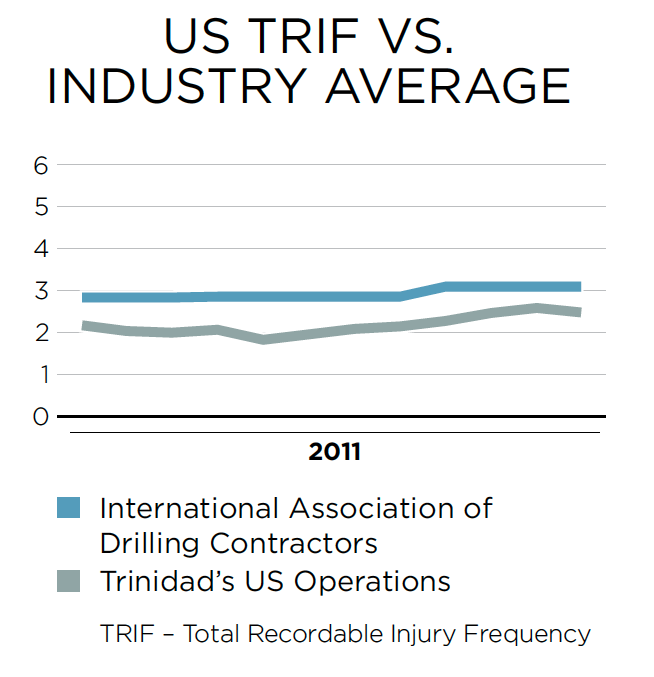 US TRIF VS.
INDUSTRY AVERAGE
6
5
4
3
2
1
0
2011
International Association of
Drilling Contractors
Trinidad’s US Operations
TRIF – Total Recordable Injury Frequency